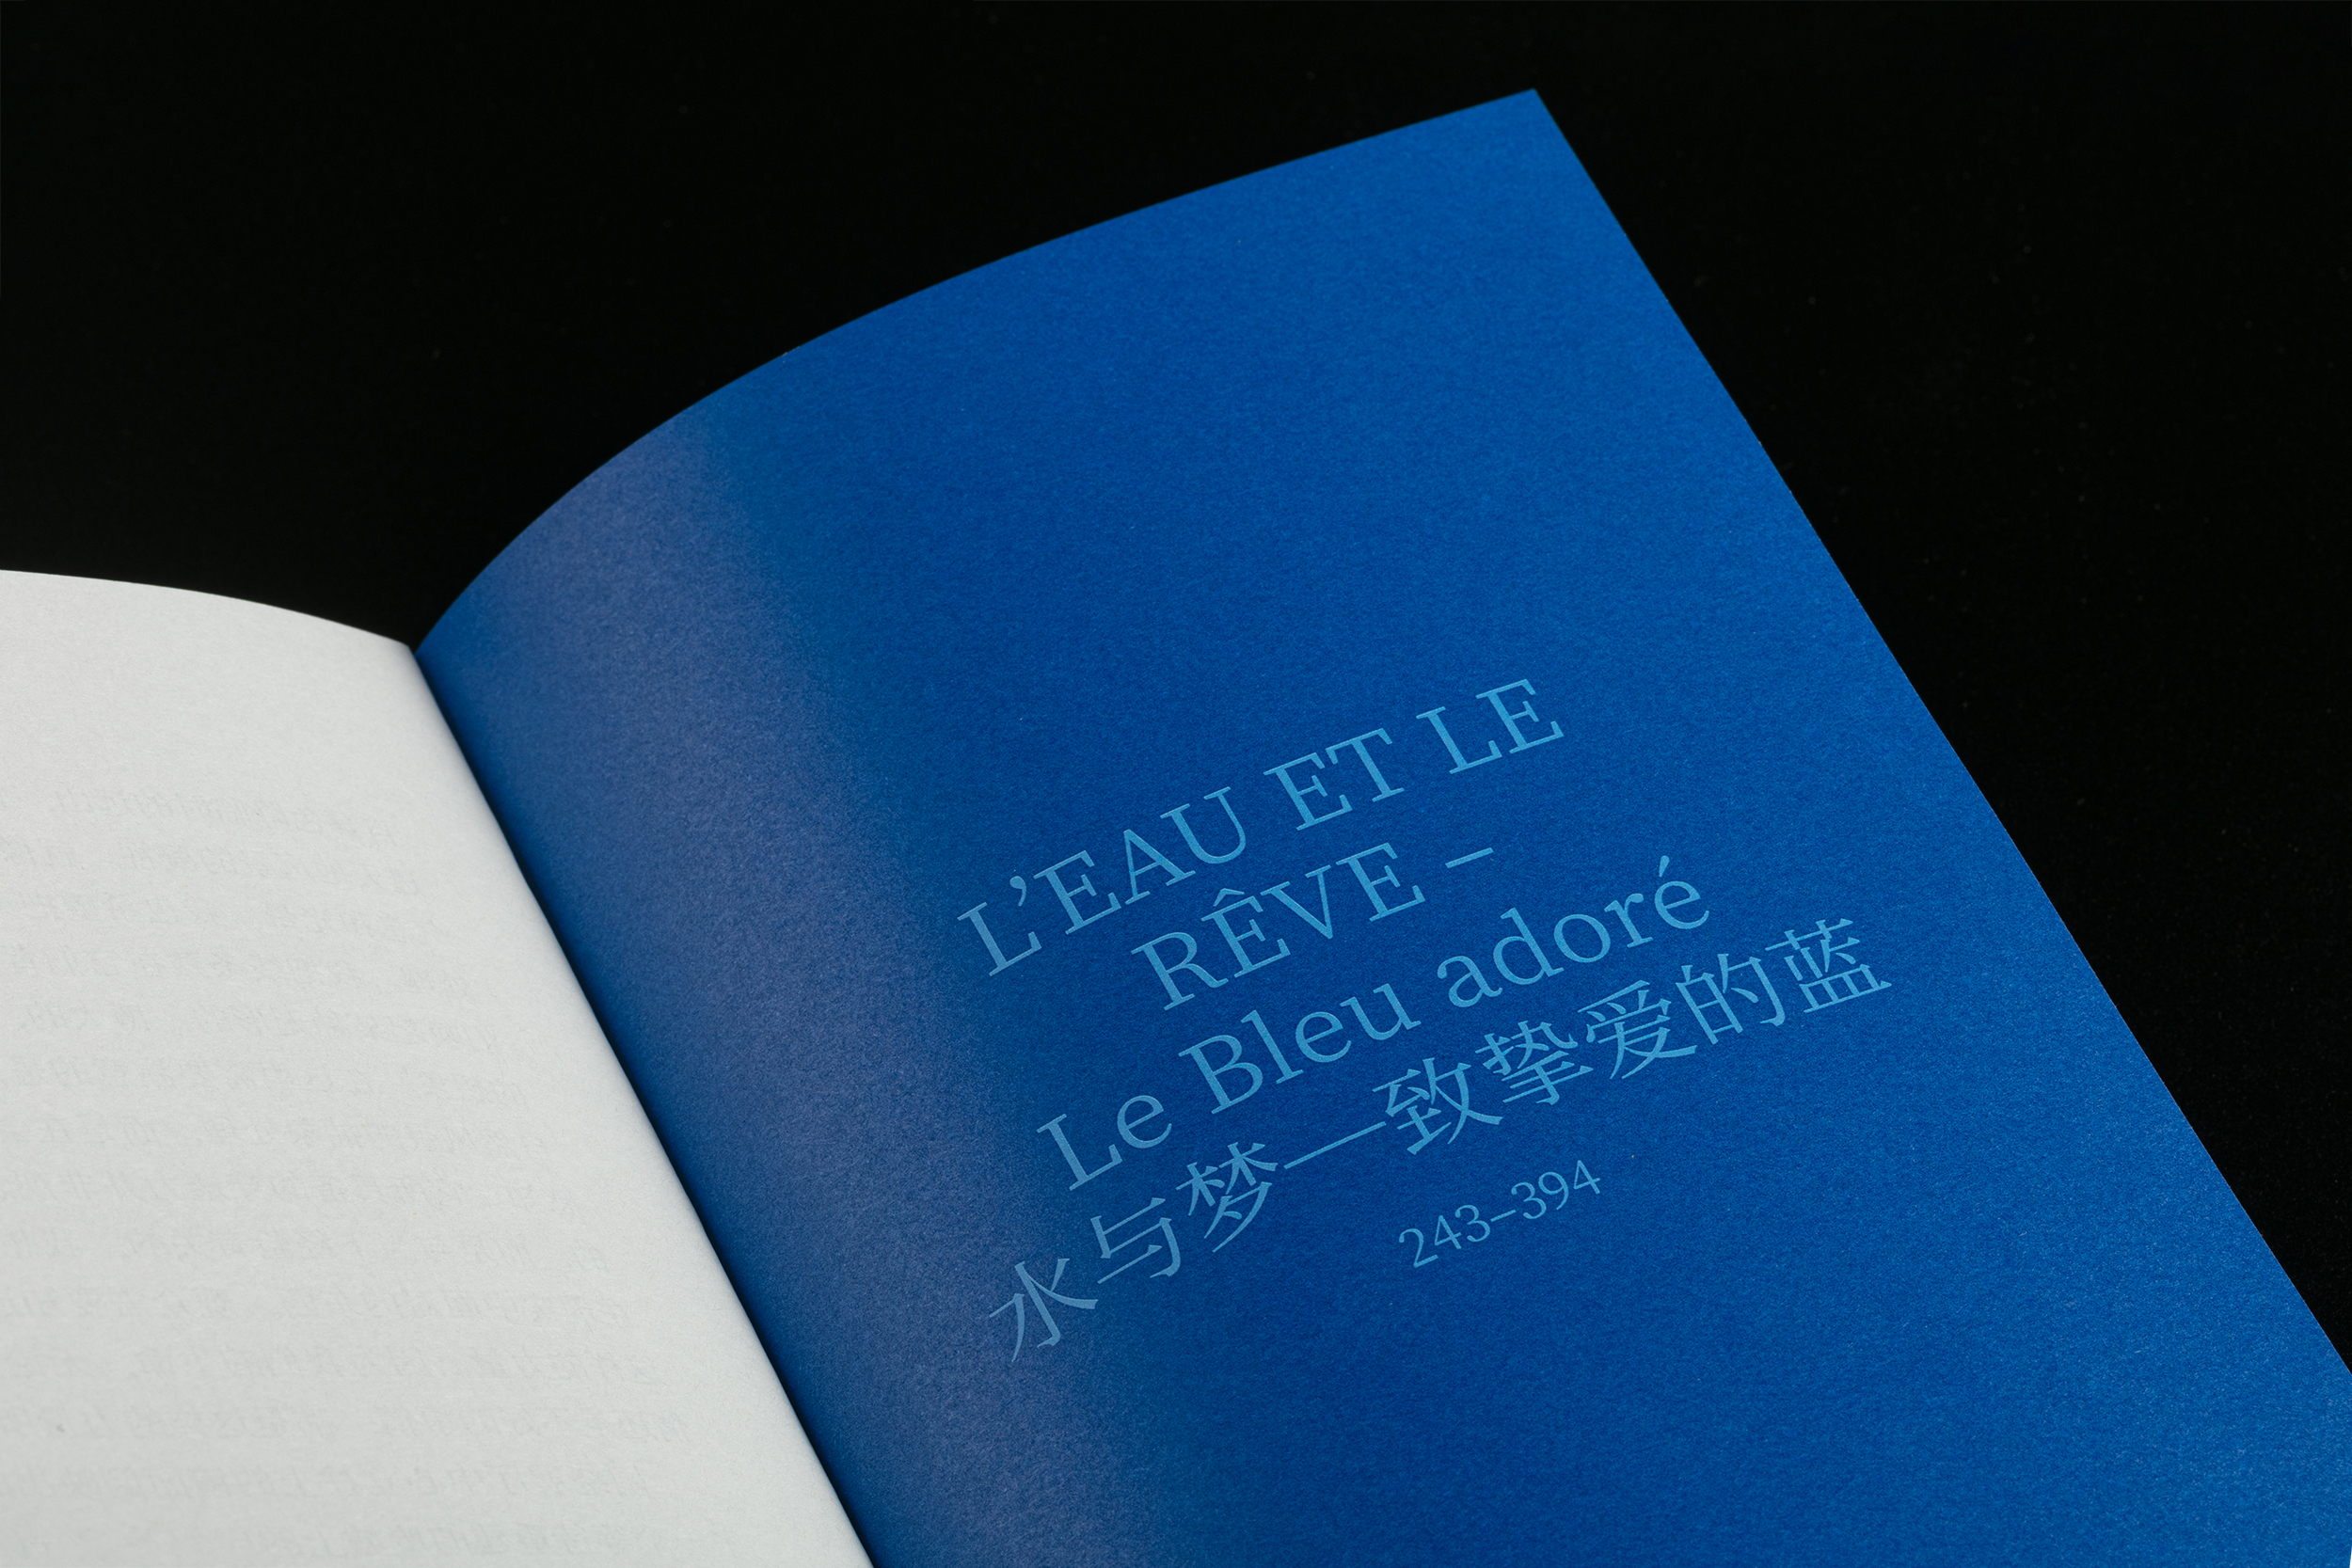 L’EAU ET LE
RÊVE –
Le Bleu adoré
水与梦—致挚爱的蓝
243–394